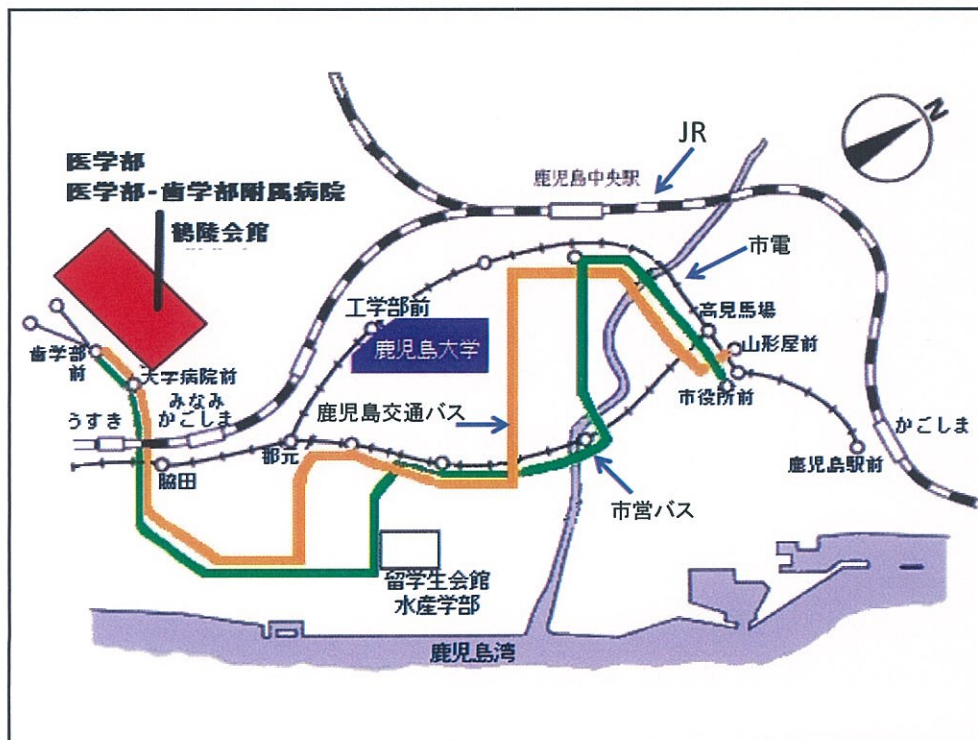 N
JR
医学部
医学部-歯学部附属病院
鶴陵会館
鹿児島中央駅
市電
工学部前
高見馬場
鹿児島大学
山形屋前
歯学部
前
大学病院前
みなみ
かごしま
うすき
市役所前
鹿児島交通バス
かごしま
郡元
鹿児島駅前
脇田
市営バス
留学生会館
水産学部
鹿児島湾